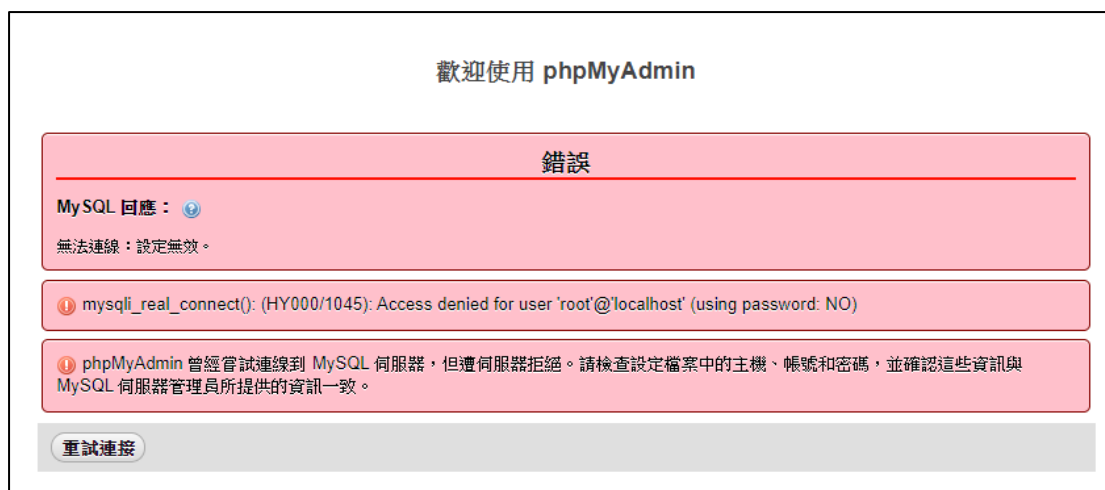 歡迎使用 phpMyAdmin
錯誤
MySQL 回應：
無法連線：設定無效。
mysqli_real_connect(): (HY000/1045): Access denied for user 'root'@'localhost' (using password: NO)
phpMyAdmin 曾經嘗試連線到 MySQL 伺服器，但遭伺服器拒絕。請檢查設定檔案中的主機、帳號和密碼，並確認這些資訊與
MySQL 伺服器管理員所提供的資訊一致。
重試連接